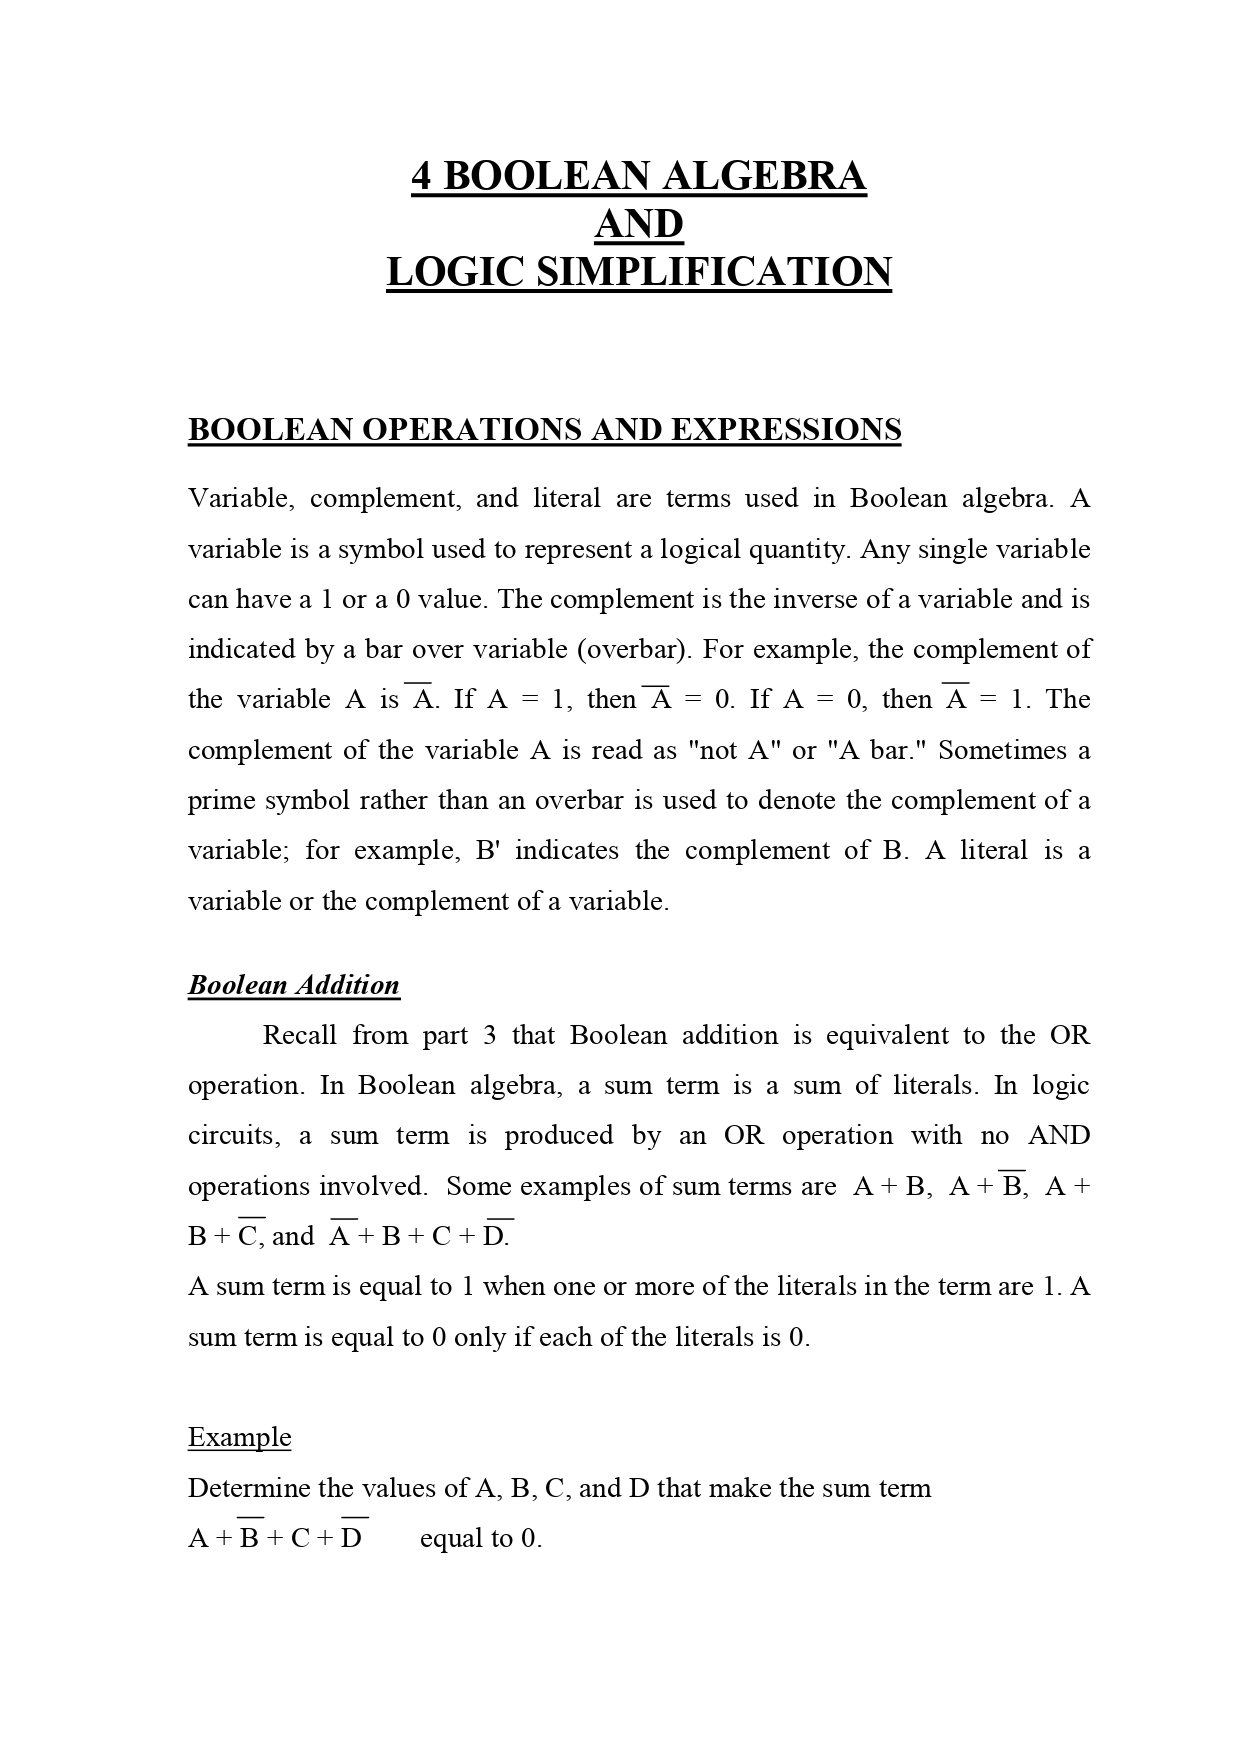 4 BOOLEAN ALGEBRA
AND
LOGIC SIMPLIFICATION
BOOLEAN OPERATIONS AND EXPRESSIONS
Variable, complement, and literal are terms used in Boolean algebra. A
variable is a symbol used to represent a logical quantity. Any single variable
can have a 1 or a 0 value. The complement is the inverse of a variable and is
indicated by a bar over variable (overbar). For example, the complement of
the variable A is A̅. If A = 1, then A̅ = 0. If A = 0, then A̅ = 1. The
complement of the variable A is read as "not A" or "A bar." Sometimes a
prime symbol rather than an overbar is used to denote the complement of a
variable; for example, B' indicates the complement of B. A literal is a
variable or the complement of a variable.
Boolean Addition
Recall from part 3 that Boolean addition is equivalent to the OR
operation. In Boolean algebra, a sum term is a sum of literals. In logic
circuits, a sum term is produced by an OR operation with no AND
operations involved. Some examples of sum terms are A + B, A + B̅, A +
B + C̅, and A̅ + B + C + D̅.
A sum term is equal to 1 when one or more of the literals in the term are 1. A
sum term is equal to 0 only if each of the literals is 0.
Example
Determine the values of A, B, C, and D that make the sum term
A + B̅ + C + D̅ equal to 0.